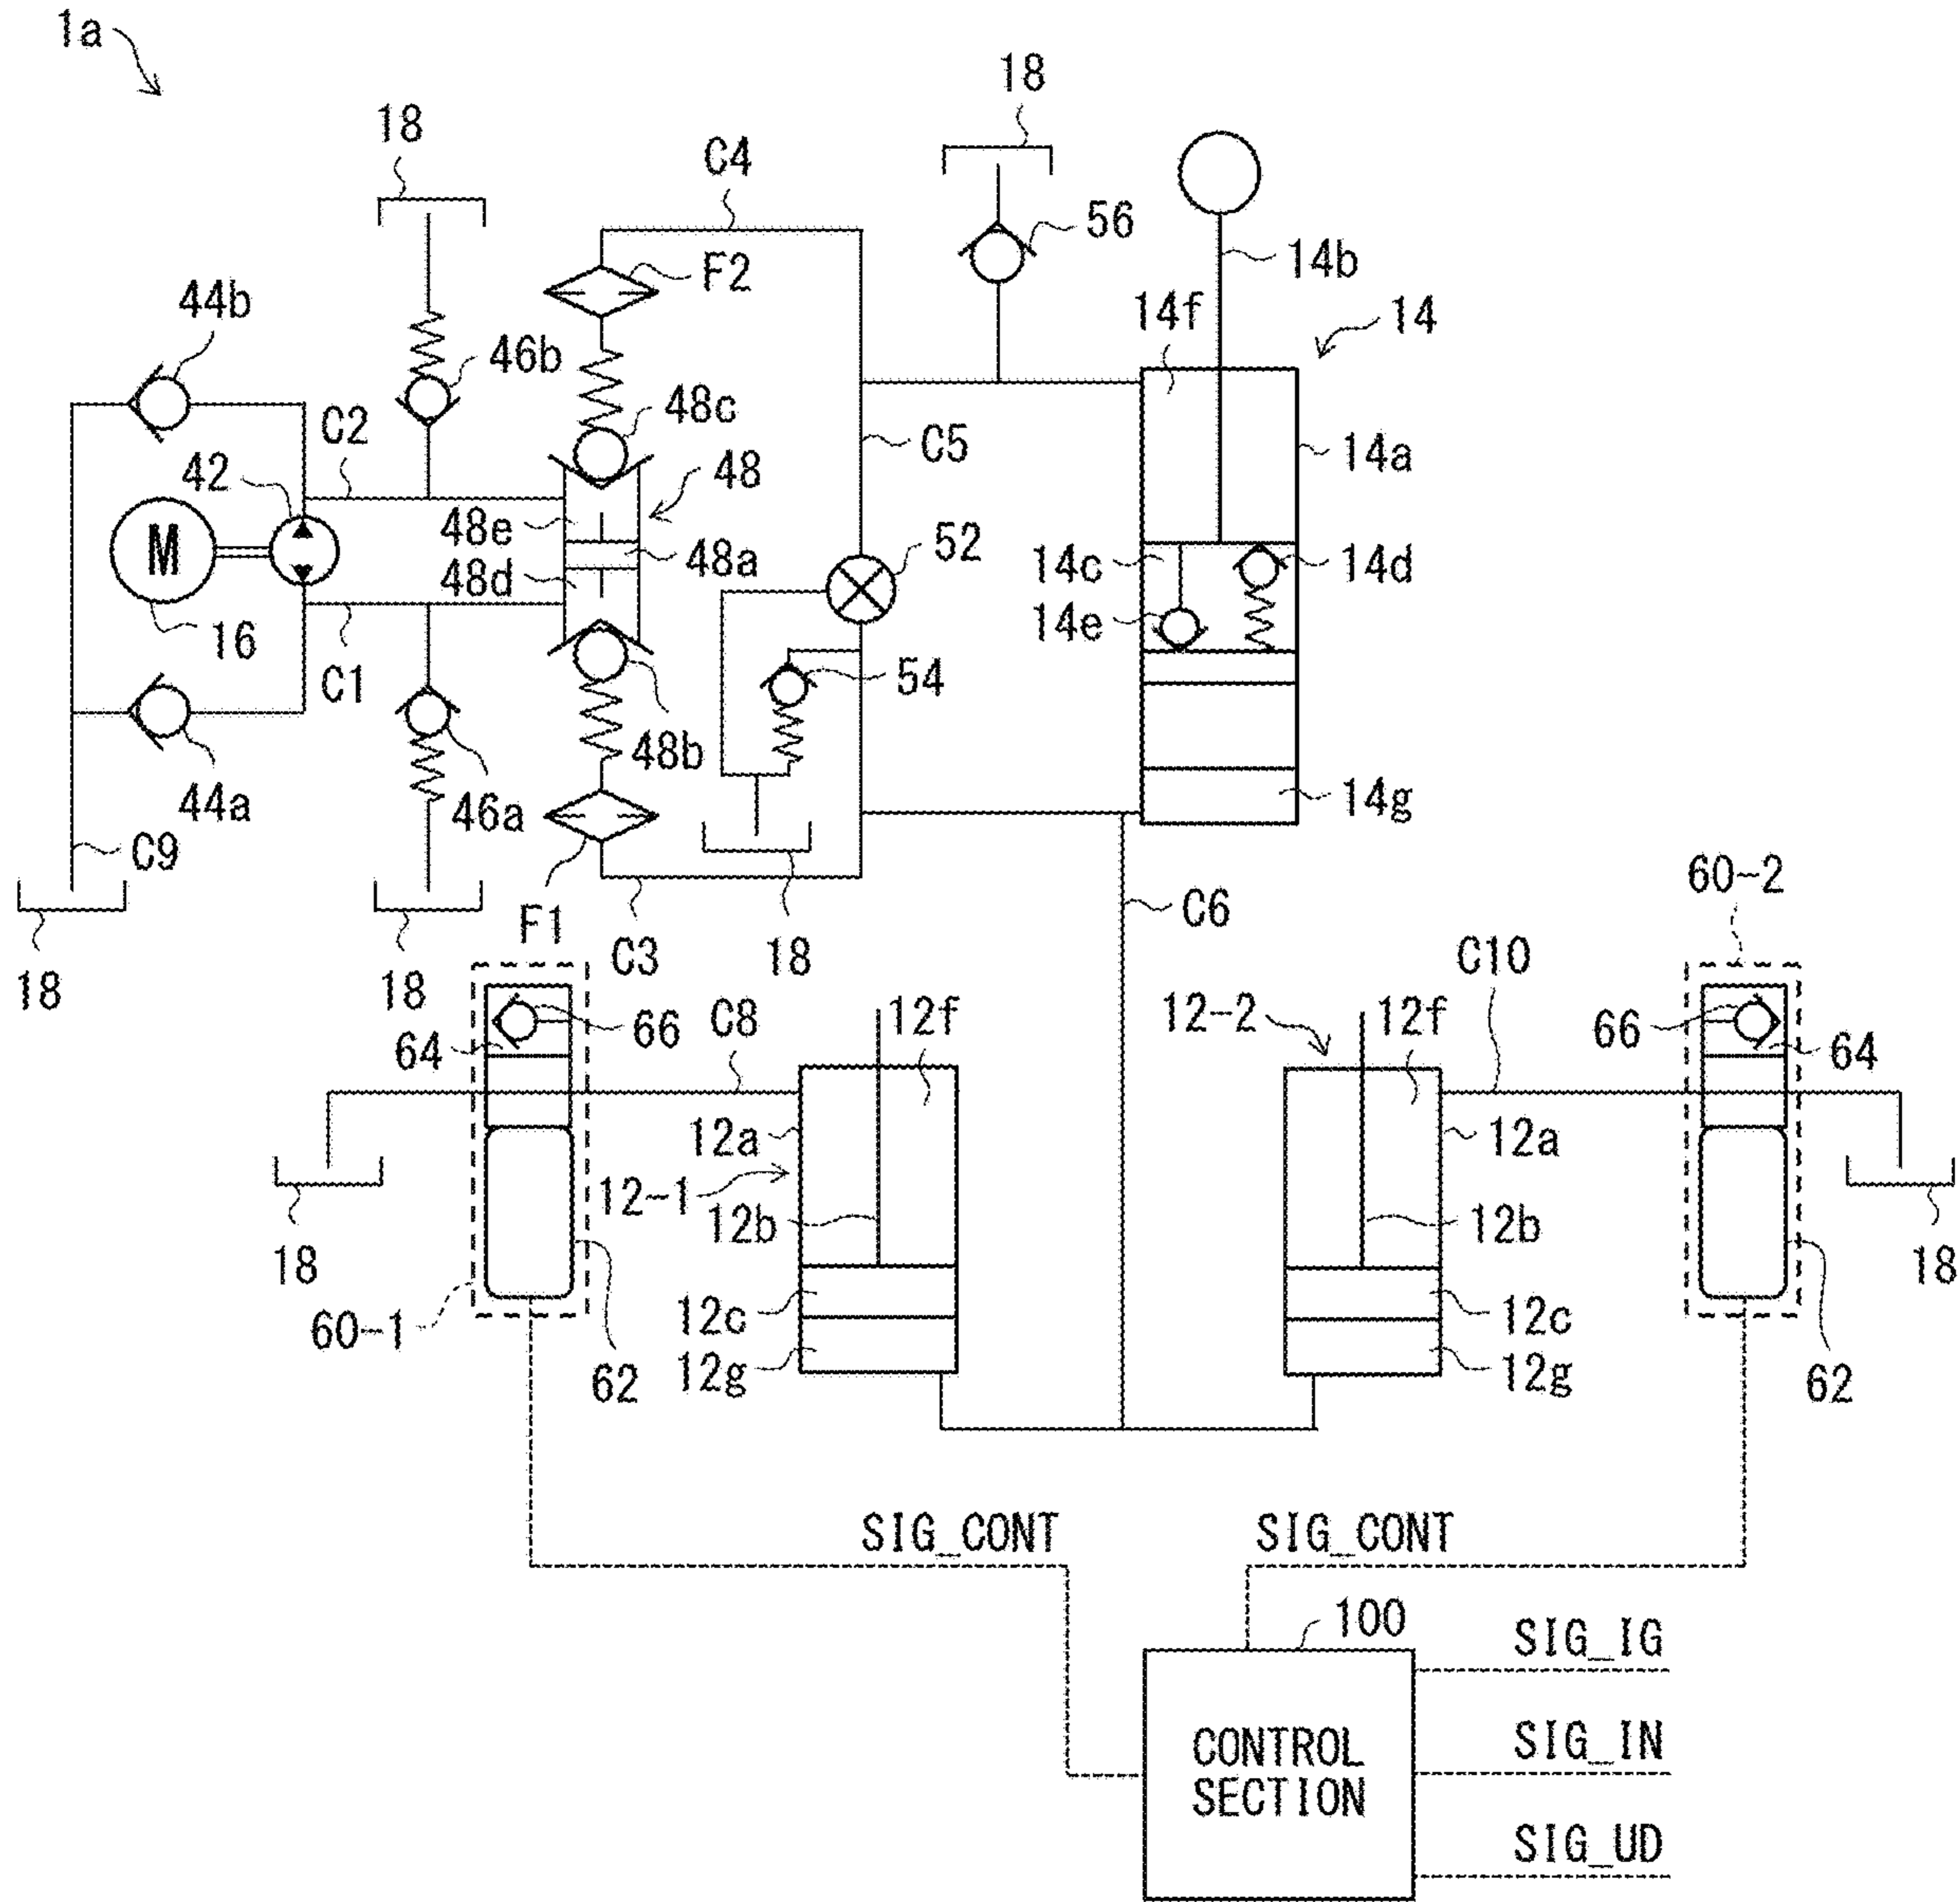 1a
18
18
C4
56
F2
14b
44b
14f
14
46b
48c
C2
C5
14a
42
48
48e
M
48a
52
14c
14d
48d
14e
16
C1
54
48b
44a
46a
14g
C9
60-2
F1
C6
18
18
C3
18
C10
66
C8
12f
12-2
12f
66
64
64
12a
12a
12-1
12b
12b
18
18
12c
12c
60-1
12g
12g
62
62
SIG_CONT
SIG_CONT
100
SIG_IG
CONTROL
SECTION
SIG_IN
SIG_UD